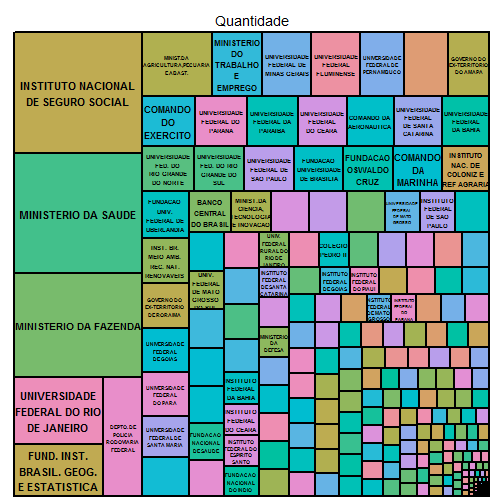 Quantidade
INSTITUTO NACIONAL
DE SEGURO SOCIAL
MINISTERIO DA SAUDE
MINISTERIO DA FAZENDA
UNIVERSIDADE
FEDERAL DO RIO
DE JANEIRO
FUND. INST.
BRASIL. GEOG.
E ESTATISTICA
DEPTO. DE
POLICIA
RODOVIARIA
FEDERAL
MINIST.DA
AGRICULTURA,PECUARIA
E ABAST.
MINISTERIO
DO
TRABALHO
E
EMPREGO
UNIVERSIDADE
FEDERAL DE
MINAS GERAIS
UNIVERSIDADE
FEDERAL
FLUMINENSE
UNIVERSIDADE
FEDERAL DE
PERNAMBUCO
GOVERNO DO
EX-TERRITORIO
DO AMAPA
COMANDO
DO
EXERCITO
UNIVERSIDADE
FEDERAL DO
PARANA
UNIVERSIDADE
FEDERAL DA
PARAIBA
UNIVERSIDADE
FEDERAL DO
CEARA
COMANDO DA
AERONAUTICA
UNIVERSIDADE
FEDERAL
DE SANTA
CATARINA
UNIVERSIDADE
FEDERAL
DA BAHIA
UNIVERSIDADE
FED. DO
RIO GRANDE
DO NORTE
UNIVERSIDADE
FED. DO RIO
GRANDE DO
SUL
UNIVERSIDADE
FEDERAL DE
SAO PAULO
FUNDACAO
UNIVERSIDADE
DE BRASILIA
FUNDACAO
OSWALDO
CRUZ
COMANDO
DA
MARINHA
INSTITUTO
NAC. DE
COLONIZ E
REF AGRARIA
FUNDACAO
UNIV.
FEDERAL DE
UBERLANDIA
BANCO
CENTRAL
DO BRASIL
MINIST.DA
CIENCIA,
TECNOLOGIA
E INOVACAO
UNIVERSIDADE
FEDERAL
DE MATO
GROSSO
INSTITUTO
FEDERAL
DE SAO
PAULO
INST. BR.
MEIO AMB.
REC. NAT.
RENOVAVEIS
UNIV.
FEDERAL
RURAL DO
RIO DE
JANEIRO
COLEGIO
PEDRO II
GOVERNO DO
EX-TERRITORIO
DE RORAIMA
UNIV.
FEDERAL
DE MATO
GROSSO
DO SUL
INSTITUTO
FEDERAL
DE SANTA
CATARINA
INSTITUTO
FEDERAL
DE GOIAS
INSTITUTO
FEDERAL
DO PIAUI
INSTITUTO
FEDERAL
DE MATO
GROSSO
INSTITUTO
FEDERAL
DO
PARANA
UNIVERSIDADE
FEDERAL
DE GOIAS
MINISTERIO
DA
DEFESA
UNIVERSIDADE
FEDERAL
DO PARA
INSTITUTO
FEDERAL
DA BAHIA
INSTITUTO
FEDERAL
DO CEARA
UNIVERSIDADE
FEDERAL DE
SANTA MARIA
FUNDACAO
NACIONAL
DE SAUDE
INSTITUTO
FEDERAL DO
ESPIRITO
SANTO
FUNDACAO
NACIONAL
DO INDIO